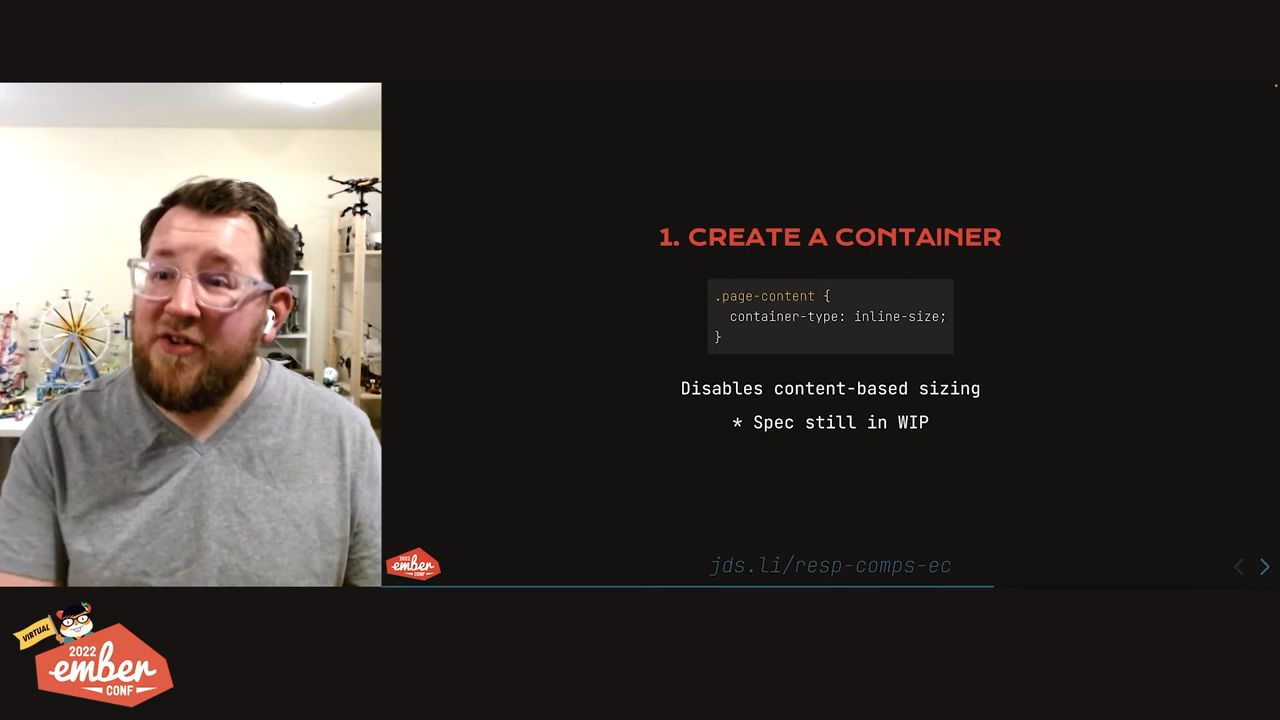 1. CREATE A CONTAINER
.page-content {
container-type: inline-size;
}
Disables content-based sizing
* Spec still in WIP
2022
ember
CONF
jds.li/resp-comps-ec
VIRTUAL
2022
ember
CONF